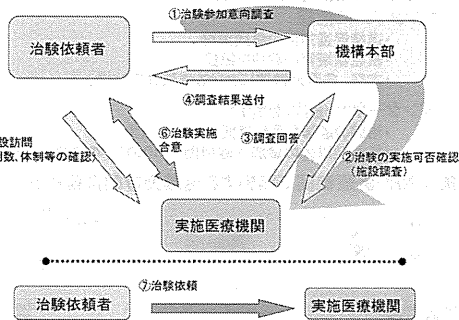 ①治験参加意向調査
治験依頼者
機構本部
④調査結果送付
設訪問
数、体制等の確認
⑥治験実施
合意
③調査回答
②治験の実施可否確認
(施設調査)
実施医療機関
治験依頼者
⑦治験依頼
実施医療機関